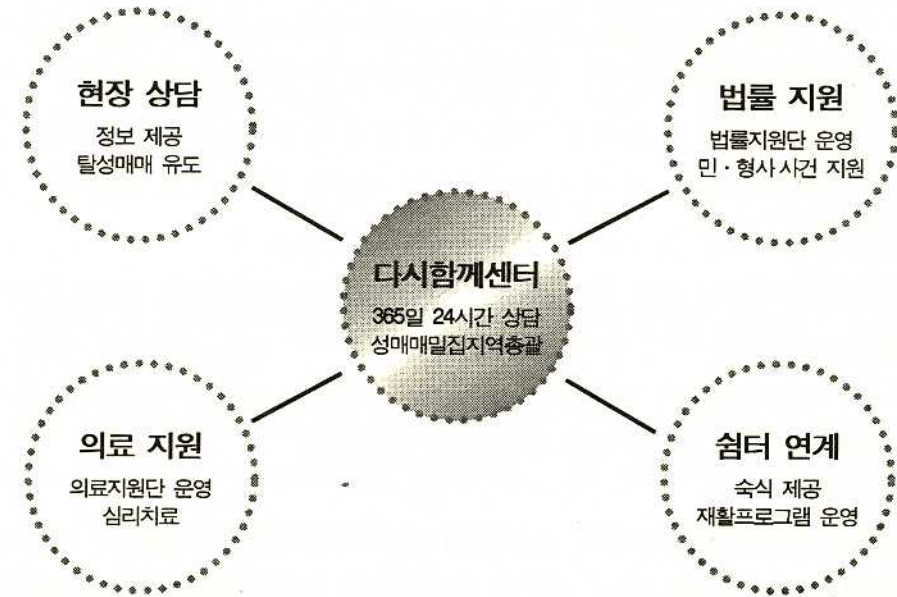 현장 상담
정보 제공
탈성매매 유도
법률 지원
법률지원단 운영
민·형사 사건 지원
다시함께센터
365일 24시간 상담
성매매밀집지역총괄
의료 지원
의료지원단 운영
심리치료
쉼터 연계
숙식 제공
재활프로그램 운영